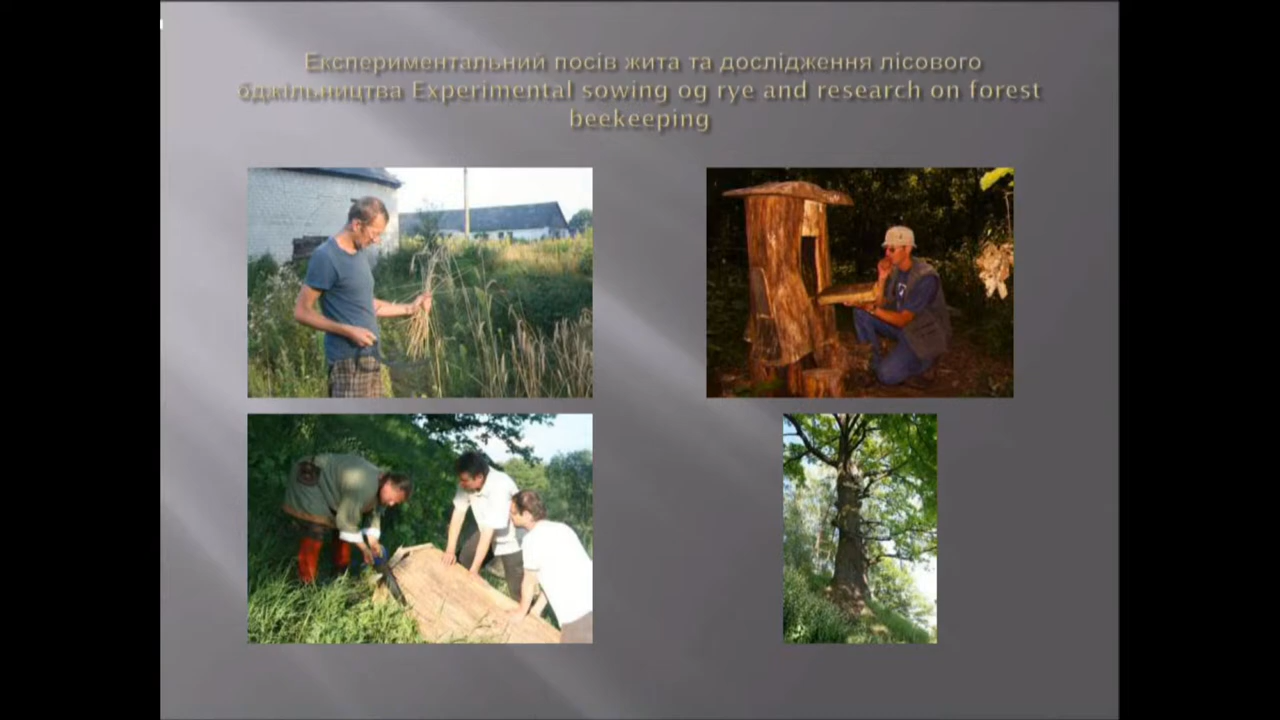 Експериментальний посів жита та дослідження лісового
бджільництва Experimental sowing og rye and research on forest
beekeeping